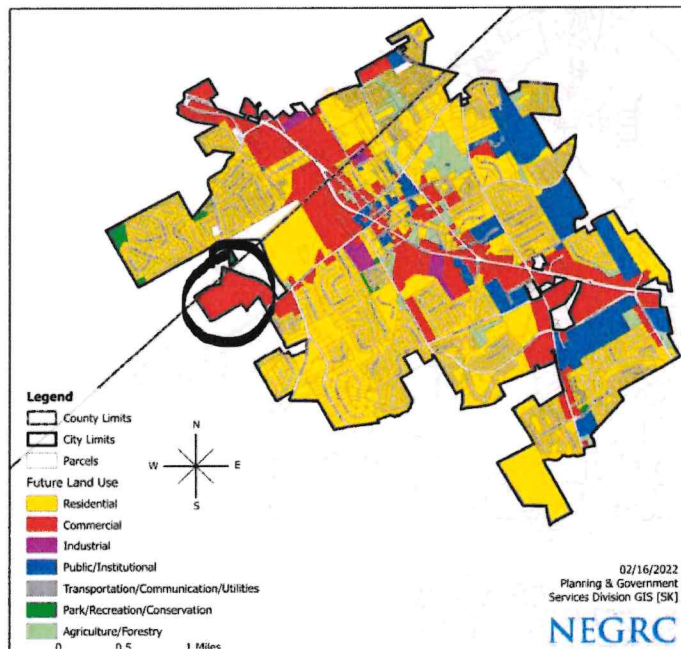 Legend
County Limits
City Limits
Parcels
Future Land Use
Residential
Commercial
Industrial
Public/Institutional
Transportation/Communication/Utilities
Park/Recreation/Conservation
Agriculture/Forestry
0 0.5 1 Miles
N
W E
S
02/16/2022
Planning & Government
Services Division GIS [SK]
NEGRC